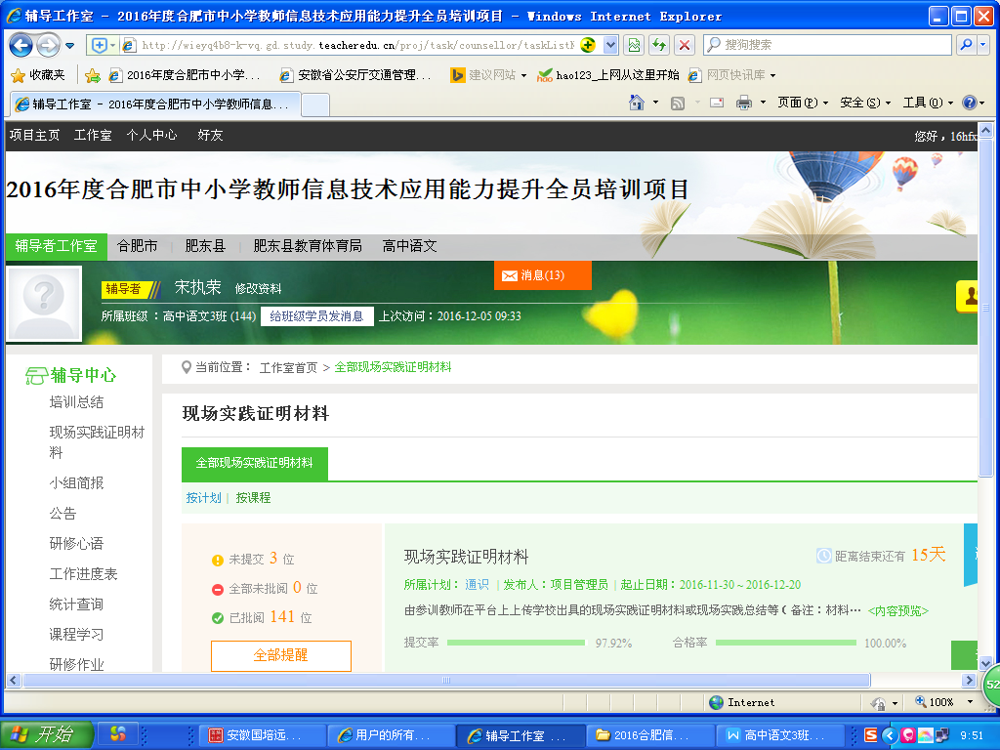 辅导工作室 - 2016年度合肥市中小学教师信息技术应用能力提升全员培训项目 - Windows Internet Explorer
http://wieyq4b8-k-vq.gd.study.teacheredu.cn/proj/task/counsellor/taskListN
搜狗搜索
收藏夹 2016年度合肥市中小学... 安徽省公安厅交通管理... 建议网站 hao123_上网从这里开始 网页快讯库
辅导工作室 - 2016年度合肥市中小学教师信息...
页面(P) 安全(S) 工具(O)
项目主页 工作室 个人中心 好友 您好，16hfx
2016年度合肥市中小学教师信息技术应用能力提升全员培训项目
辅导者工作室 合肥市 肥东县 肥东县教育体育局 高中语文
消息(13)
辅导者 宋执荣 修改资料
所属班级：高中语文3班 (144) 给班级学员发消息 上次访问：2016-12-05 09:33
辅导中心
培训总结
现场实践证明材
料
小组简报
公告
研修心语
工作进度表
统计查询
课程学习
研修作业
当前位置： 工作室首页 > 全部现场实践证明材料
现场实践证明材料
全部现场实践证明材料
按计划 | 按课程
未提交 3 位
全部未批阅 0 位
已批阅 141 位
全部提醒
现场实践证明材料
距离结束还有 15天
所属计划： 通识 | 发布人：项目管理员 | 起止日期：2016-11-30 ~ 2016-12-20
由参训教师在平台上上传学校出具的现场实践证明材料或现场实践总结等（备注：材料… <内容预览>
提交率 97.92% 合格率 100.00%
52
Internet 100%
开始 安徽国培远... 用户的所有... 辅导工作室 ... 2016合肥信... 高中语文3班... 9:51